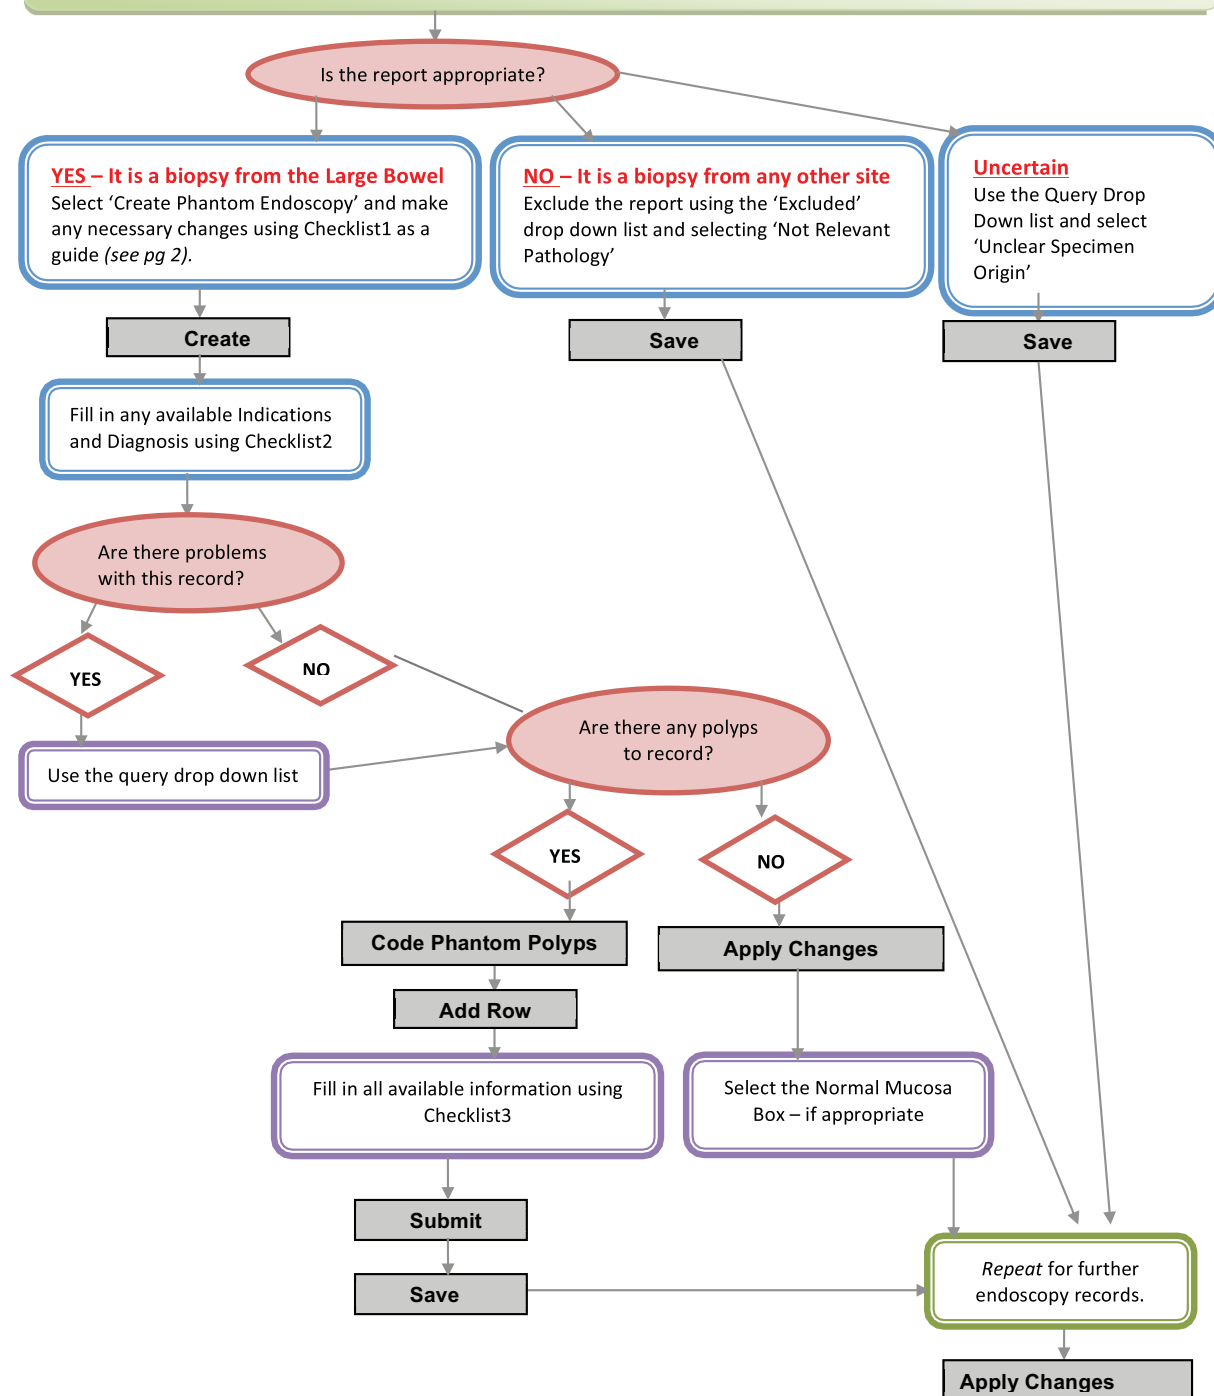 Is the report appropriate?
YES – It is a biopsy from the Large Bowel
Select ‘Create Phantom Endoscopy’ and make
any necessary changes using Checklist1 as a
guide (see pg 2).
NO – It is a biopsy from any other site
Exclude the report using the ‘Excluded’
drop down list and selecting ‘Not Relevant
Pathology’
Uncertain
Use the Query Drop
Down list and select
‘Unclear Specimen
Origin’
Create
Save
Save
Fill in any available Indications
and Diagnosis using Checklist2
Are there problems
with this record?
YES
NO
Use the query drop down list
Are there any polyps
to record?
YES
NO
Code Phantom Polyps
Apply Changes
Add Row
Fill in all available information using
Checklist3
Select the Normal Mucosa
Box – if appropriate
Submit
Save
Repeat for further
endoscopy records.
Apply Changes